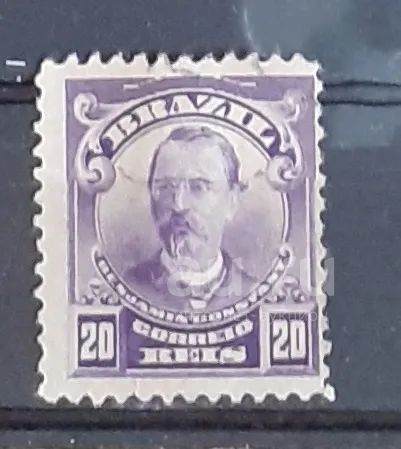 BRAZIL
BENJAMIN CONSTANT
20 CORREIO 20
REIS